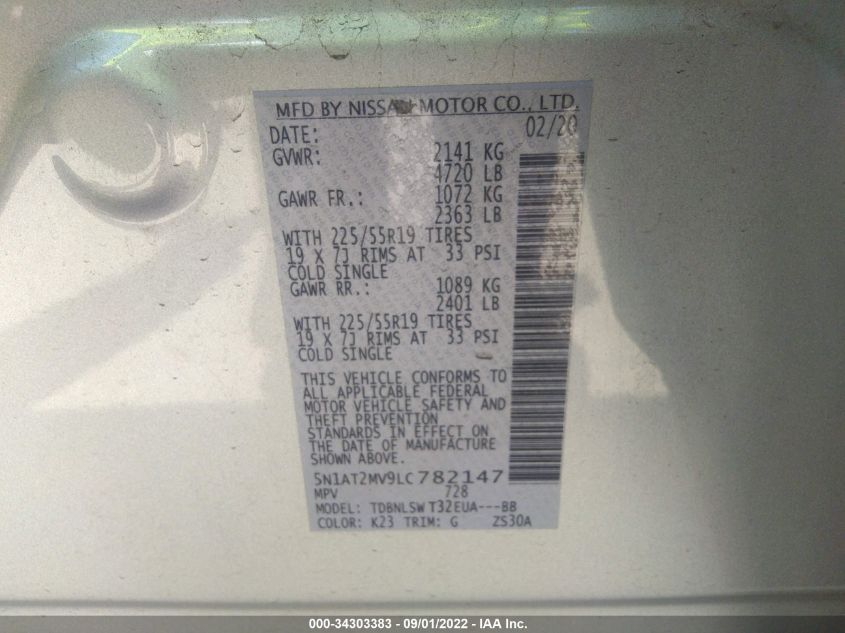 MFD BY NISSAN MOTOR CO., LTD.
DATE: 02/20
GVWR: 2141 KG
4720 LB
GAWR FR.: 1072 KG
2363 LB
WITH 225/55R19 TIRES
19 X 7J RIMS AT 33 PSI
COLD SINGLE
GAWR RR.: 1089 KG
2401 LB
WITH 225/55R19 TIRES
19 X 7J RIMS AT 33 PSI
COLD SINGLE
THIS VEHICLE CONFORMS TO
ALL APPLICABLE FEDERAL
MOTOR VEHICLE SAFETY AND
THEFT PREVENTION
STANDARDS IN EFFECT ON
THE DATE OF MANUFACTURE
SHOWN ABOVE.
5N1AT2MV9LC782147
MPV 728
MODEL: TDBNLSW T32EUA---BB
COLOR: K23 TRIM: G ZS30A
000-34303383 - 09/01/2022 - IAA Inc.